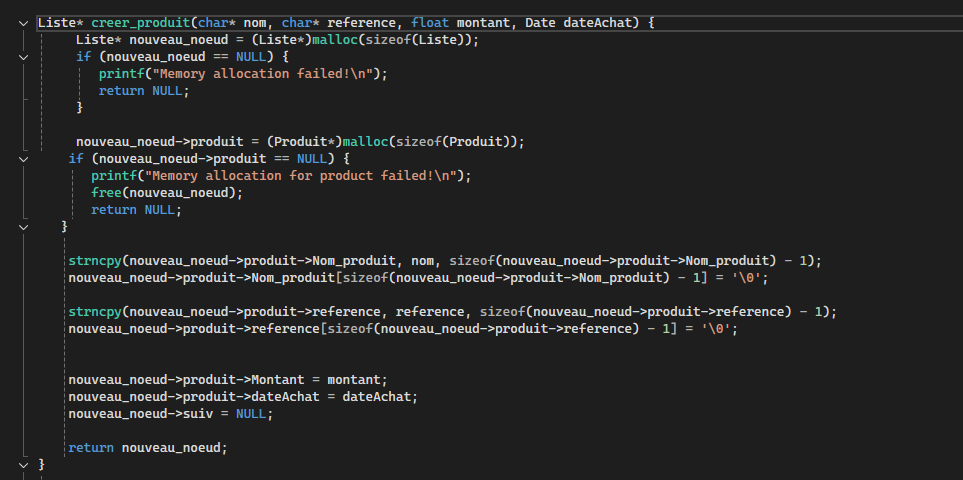 Liste* creer_produit(char* nom, char* reference, float montant, Date dateAchat) {
Liste* nouveau_noeud = (Liste*)malloc(sizeof(Liste));
if (nouveau_noeud == NULL) {
printf("Memory allocation failed!\n");
return NULL;
}
nouveau_noeud->produit = (Produit*)malloc(sizeof(Produit));
if (nouveau_noeud->produit == NULL) {
printf("Memory allocation for product failed!\n");
free(nouveau_noeud);
return NULL;
}
strncpy(nouveau_noeud->produit->Nom_produit, nom, sizeof(nouveau_noeud->produit->Nom_produit) - 1);
nouveau_noeud->produit->Nom_produit[sizeof(nouveau_noeud->produit->Nom_produit) - 1] = '\0';
strncpy(nouveau_noeud->produit->reference, reference, sizeof(nouveau_noeud->produit->reference) - 1);
nouveau_noeud->produit->reference[sizeof(nouveau_noeud->produit->reference) - 1] = '\0';
nouveau_noeud->produit->Montant = montant;
nouveau_noeud->produit->dateAchat = dateAchat;
nouveau_noeud->suiv = NULL;
return nouveau_noeud;
}